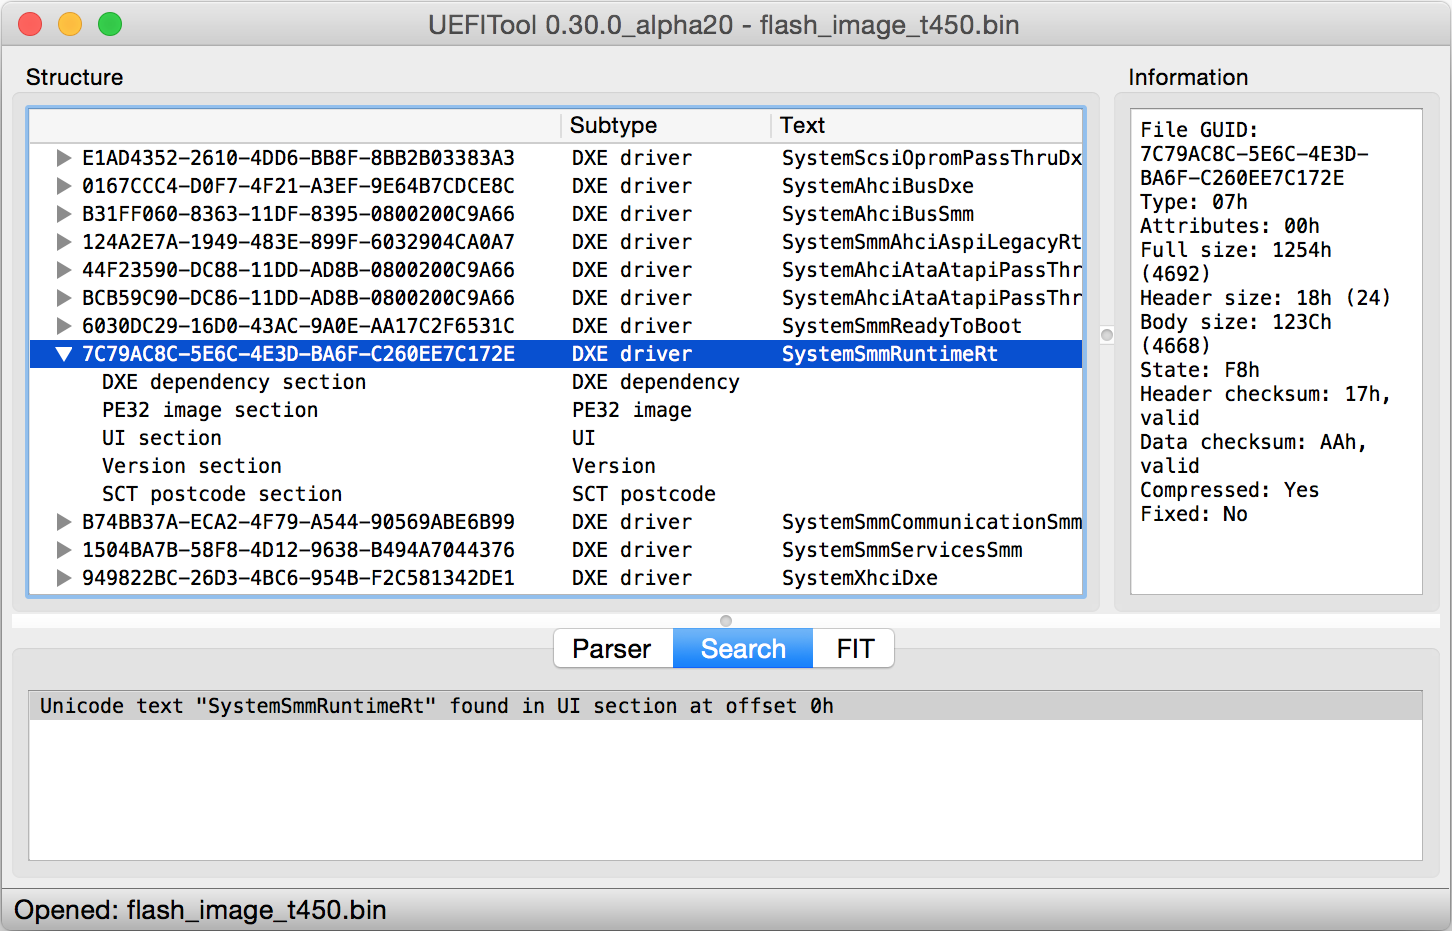 UEFITool 0.30.0_alpha20 - flash_image_t450.bin
Structure
Subtype Text
E1AD4352-2610-4DD6-BB8F-8BB2B03383A3 DXE driver SystemScsiOpromPassThruDx
0167CCC4-D0F7-4F21-A3EF-9E64B7CDCE8C DXE driver SystemAhciBusDxe
B31FF060-8363-11DF-8395-0800200C9A66 DXE driver SystemAhciBusSmm
124A2E7A-1949-483E-899F-6032904CA0A7 DXE driver SystemSmmAhciAspiLegacyRt
44F23590-DC88-11DD-AD8B-0800200C9A66 DXE driver SystemAhciAtaAtapiPassThr
BCB59C90-DC86-11DD-AD8B-0800200C9A66 DXE driver SystemAhciAtaAtapiPassThr
6030DC29-16D0-43AC-9A0E-AA17C2F6531C DXE driver SystemSmmReadyToBoot
7C79AC8C-5E6C-4E3D-BA6F-C260EE7C172E DXE driver SystemSmmRuntimeRt
DXE dependency section DXE dependency
PE32 image section PE32 image
UI section UI
Version section Version
SCT postcode section SCT postcode
B74BB37A-ECA2-4F79-A544-90569ABE6B99 DXE driver SystemSmmCommunicationSmm
1504BA7B-58F8-4D12-9638-B494A7044376 DXE driver SystemSmmServicesSmm
949822BC-26D3-4BC6-954B-F2C581342DE1 DXE driver SystemXhciDxe
Information
File GUID:
7C79AC8C-5E6C-4E3D-
BA6F-C260EE7C172E
Type: 07h
Attributes: 00h
Full size: 1254h
(4692)
Header size: 18h (24)
Body size: 123Ch
(4668)
State: F8h
Header checksum: 17h,
valid
Data checksum: AAh,
valid
Compressed: Yes
Fixed: No
Parser Search FIT
Unicode text "SystemSmmRuntimeRt" found in UI section at offset 0h
Opened: flash_image_t450.bin